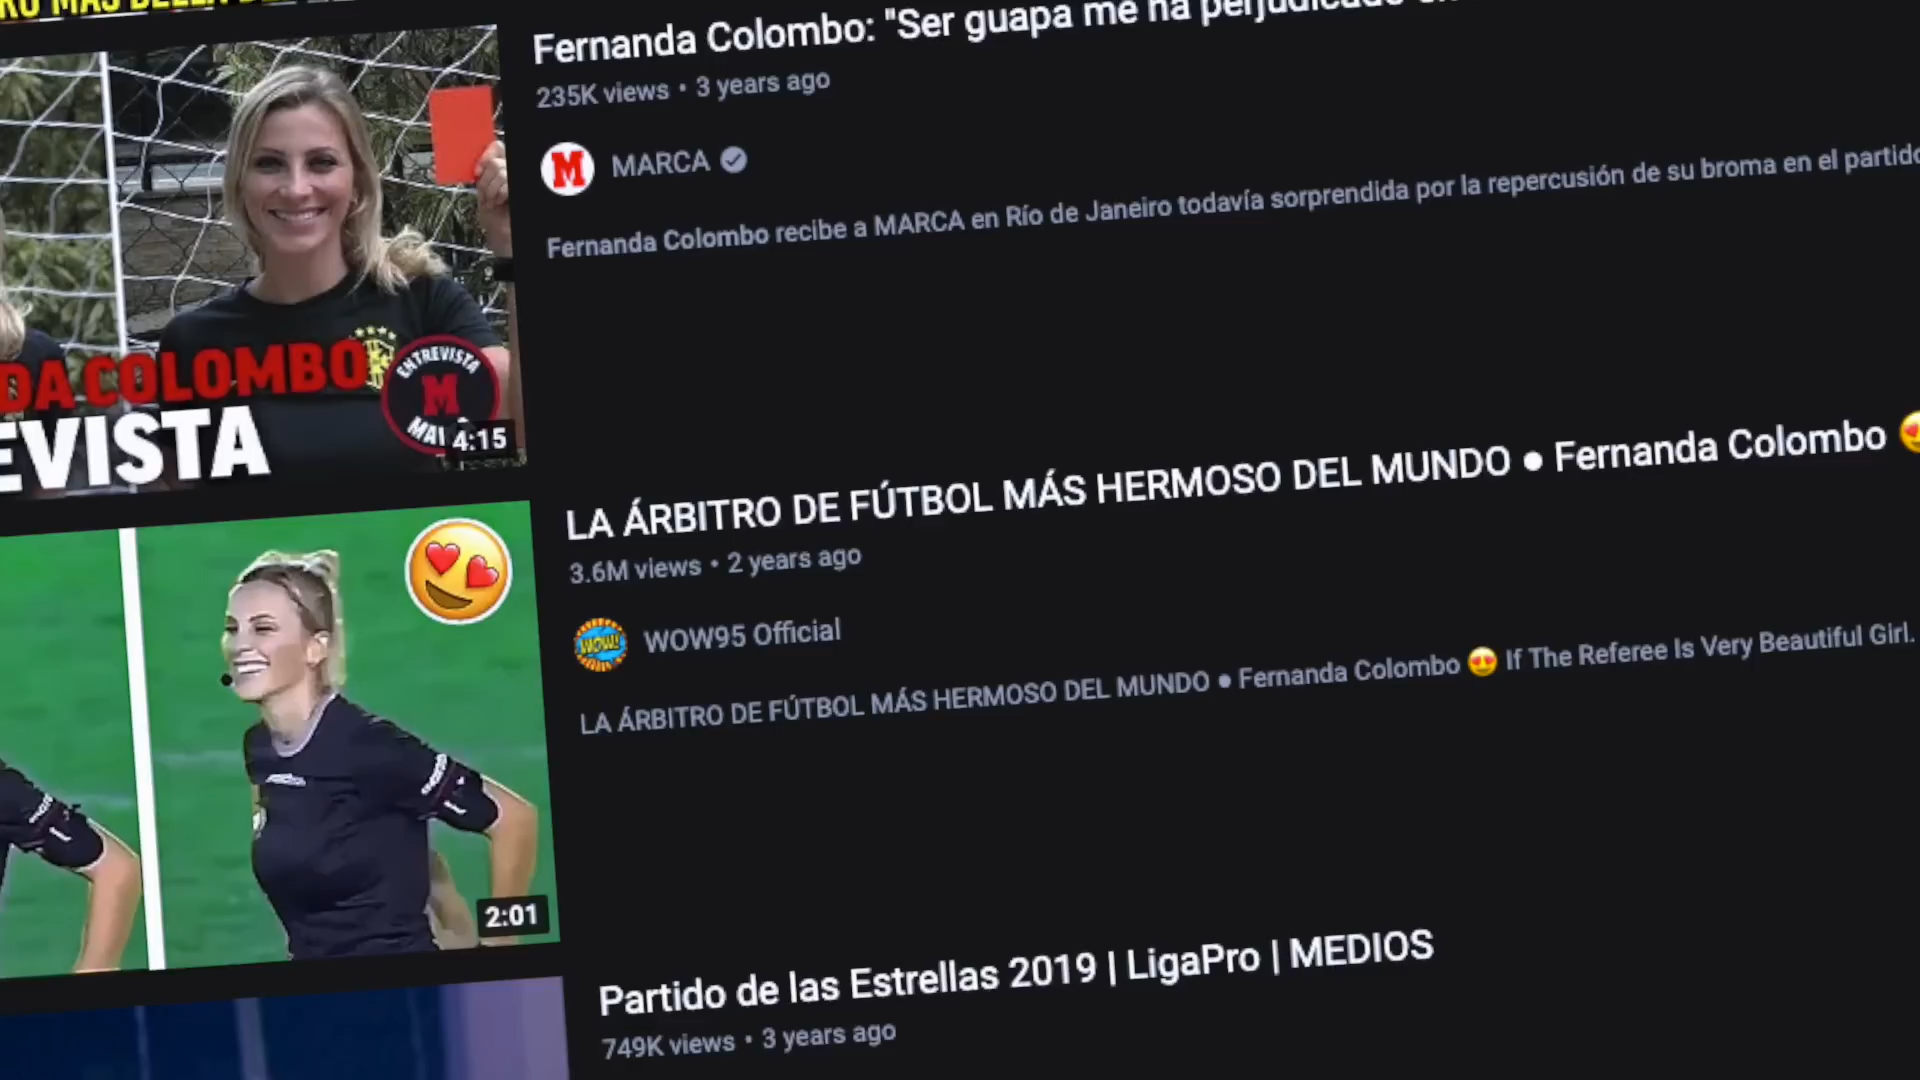 Fernanda Colombo: "Ser guapa me ha perjudicado
235K views • 3 years ago
M MARCA
Fernanda Colombo recibe a MARCA en Río de Janeiro todavía sorprendida por la repercusión de su broma en el partido
DA COLOMBO
EVISTA
ENTREVISTA
M
4:15
LA ÁRBITRO DE FÚTBOL MÁS HERMOSO DEL MUNDO ● Fernanda Colombo 😍
3.6M views • 2 years ago
WOW! WOW95 Official
LA ÁRBITRO DE FÚTBOL MÁS HERMOSO DEL MUNDO ● Fernanda Colombo 😍 If The Referee Is Very Beautiful Girl.
2:01
Partido de las Estrellas 2019 | LigaPro | MEDIOS
749K views • 3 years ago